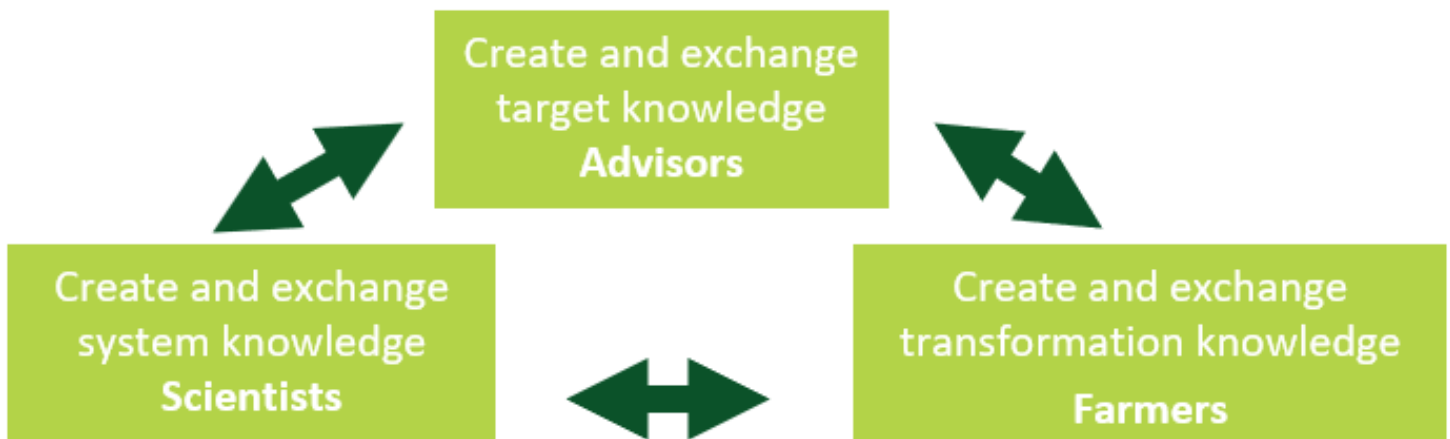 Create and exchange
target knowledge
Advisors
Create and exchange
system knowledge
Scientists
Create and exchange
transformation knowledge
Farmers